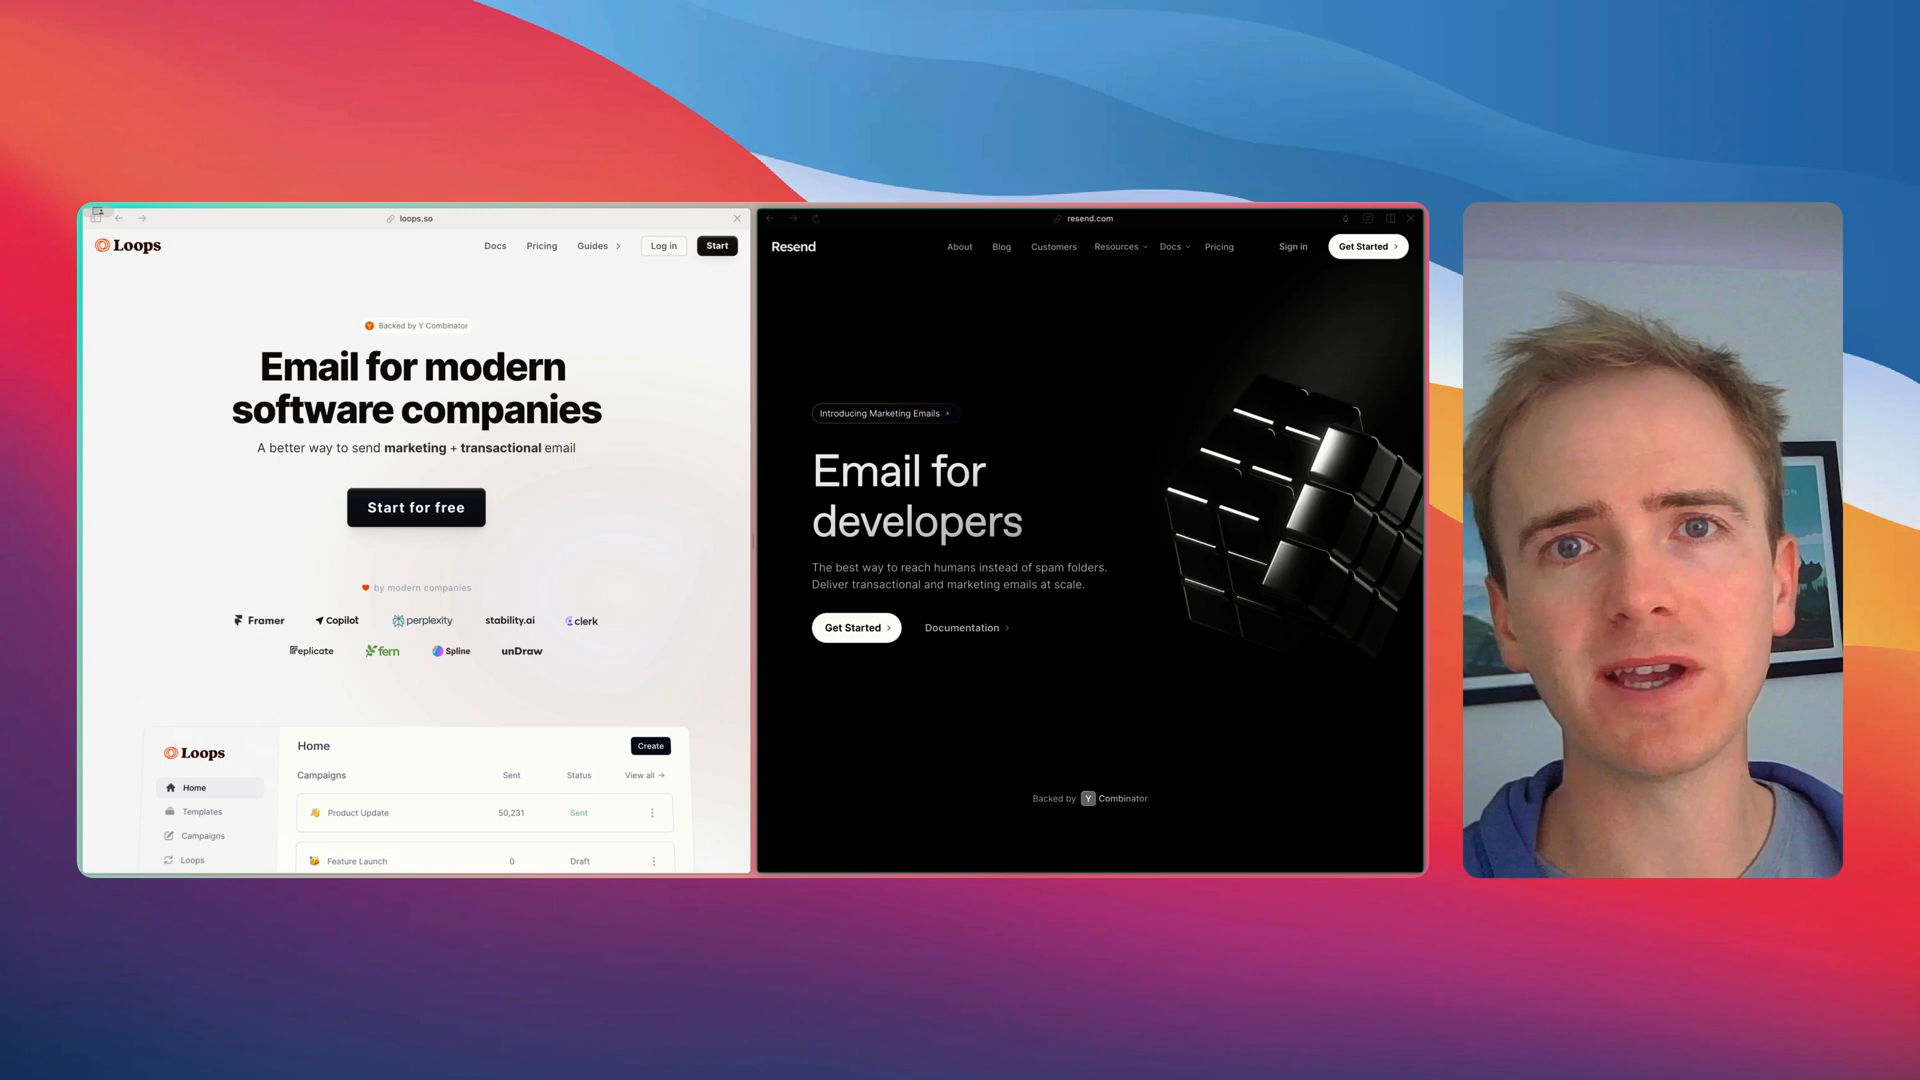 loops.so
Loops
Docs
Pricing
Guides
Log in
Start
Backed by Y Combinator
Email for modern
software companies
A better way to send marketing + transactional email
Start for free
by modern companies
Framer
Copilot
perplexity
stability.ai
clerk
Replicate
fern
Spline
unDraw
Loops
Home
Templates
Campaigns
Loops
Home
Create
Campaigns
Sent
Status
View all
Product Update
50,231
Sent
Feature Launch
0
Draft
resend.com
Resend
About
Blog
Customers
Resources
Docs
Pricing
Sign in
Get Started
Introducing Marketing Emails
Email for
developers
The best way to reach humans instead of spam folders.
Deliver transactional and marketing emails at scale.
Get Started
Documentation
Backed by Y Combinator